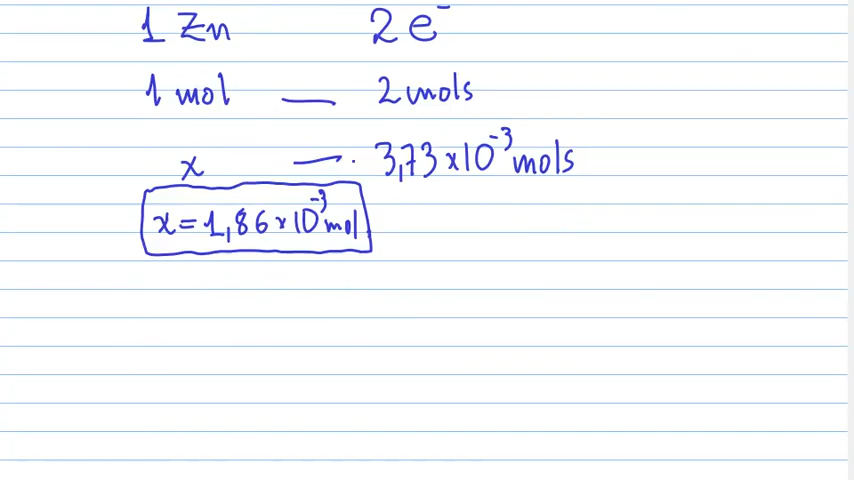 1 Zn 2 e⁻
1 mol — 2 mols
x — 3,73 × 10⁻³ mols
x = 1,86 × 10⁻³ mol